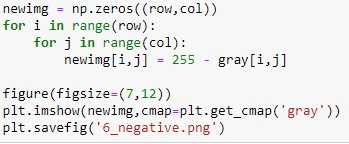 newimg = np.zeros((row,col))
for i in range(row):
    for j in range(col):
        newimg[i,j] = 255 - gray[i,j]

figure(figsize=(7,12))
plt.imshow(newimg,cmap=plt.get_cmap('gray'))
plt.savefig('6_negative.png')